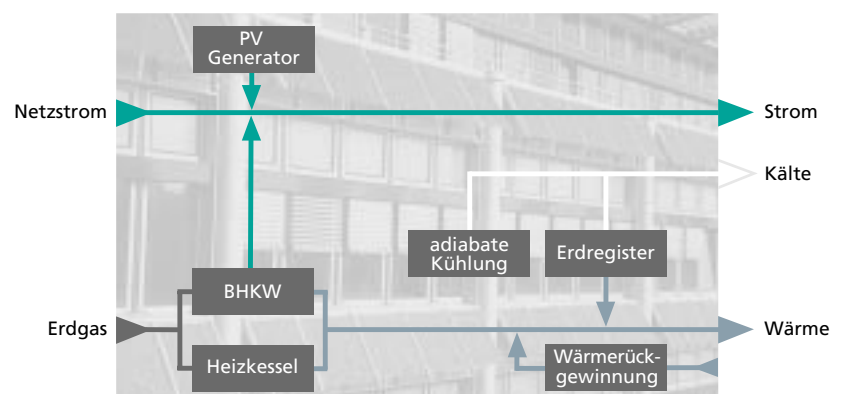 PV
Generator
Netzstrom
Strom
Kälte
adiabate
Kühlung
Erdregister
BHKW
Erdgas
Wärme
Heizkessel
Wärmerück-
gewinnung